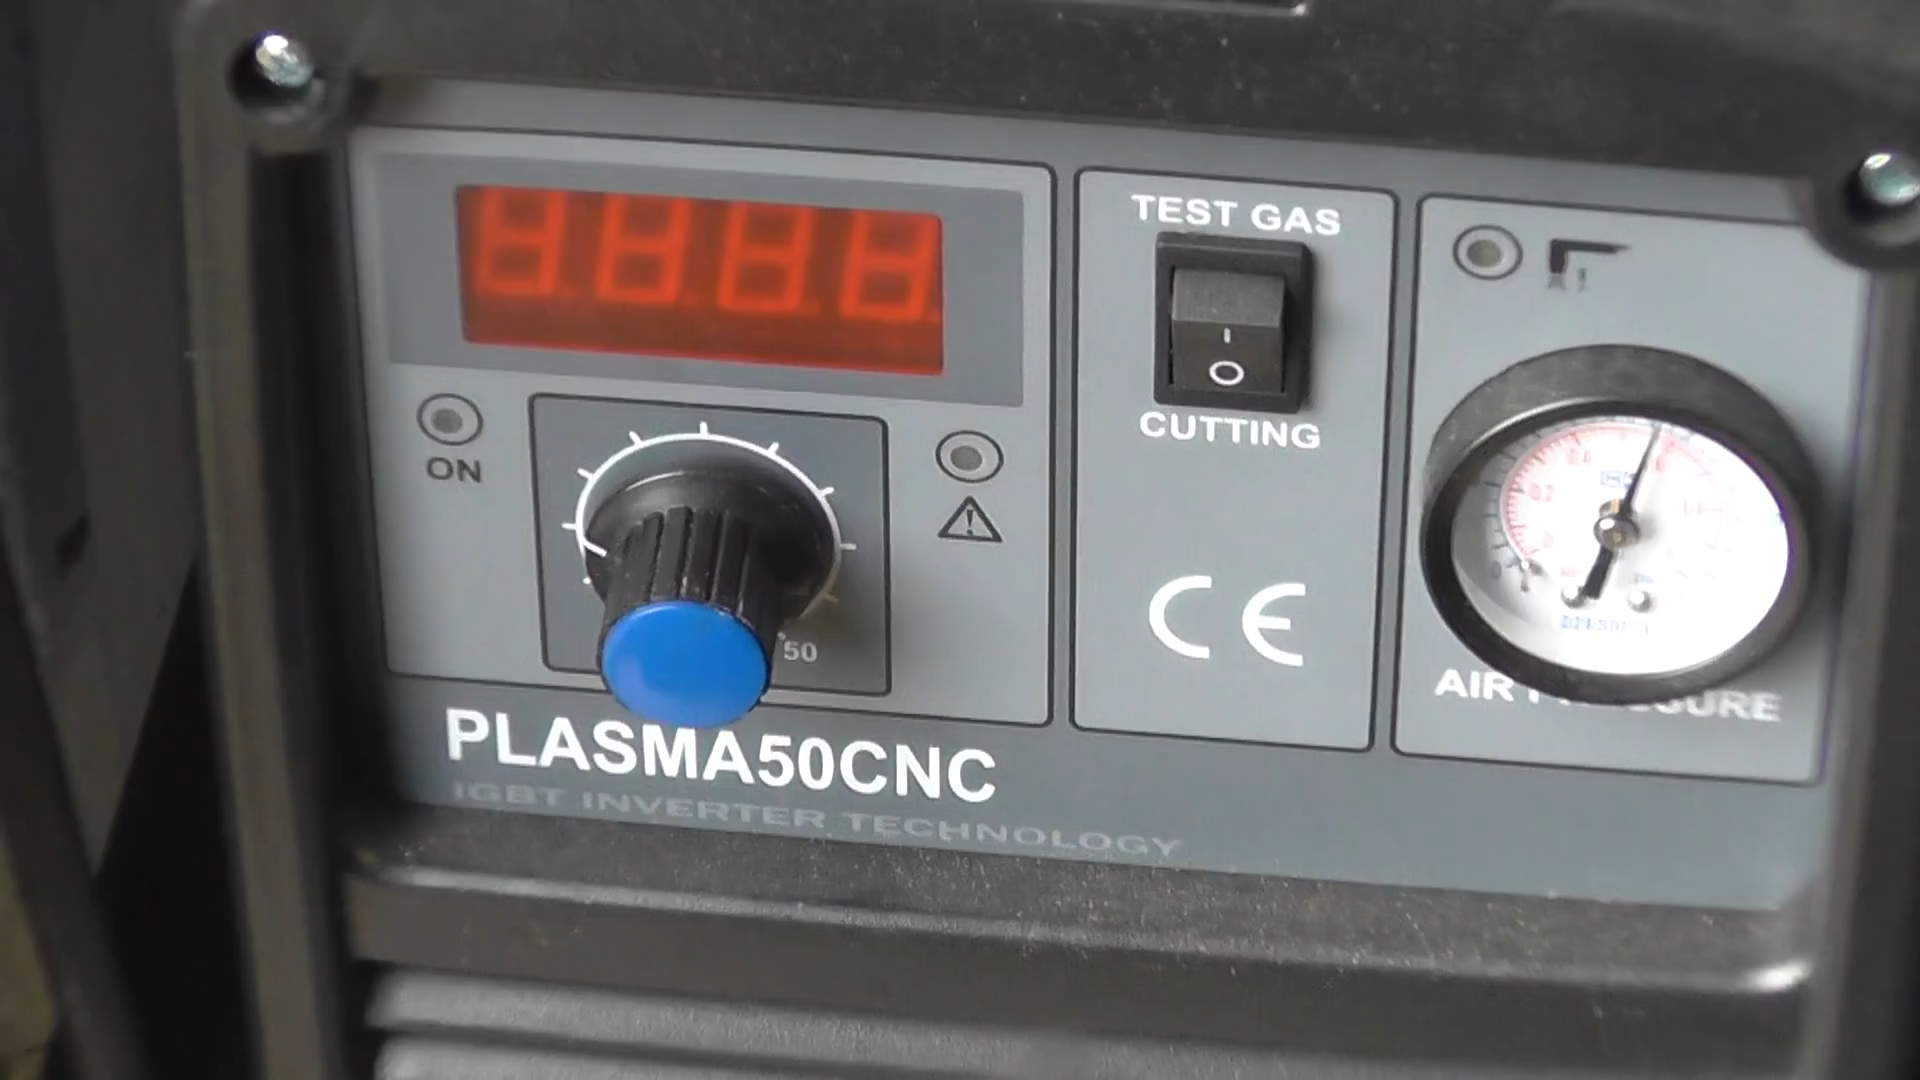 TEST GAS
I
O
CUTTING
ON
50
CE
AIR PRESSURE
PLASMA50CNC
IGBT INVERTER TECHNOLOGY